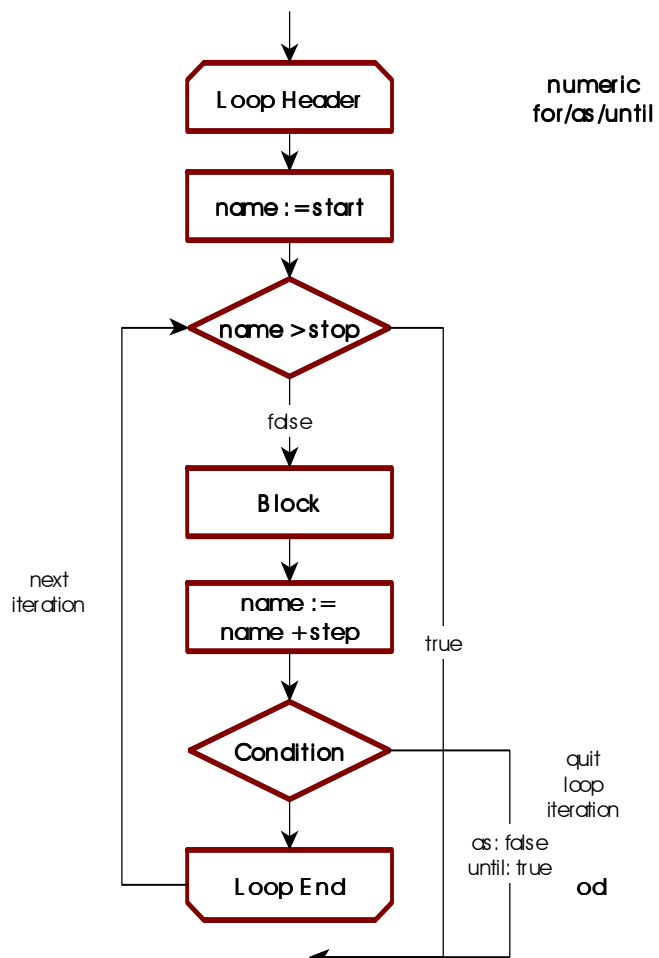 Loop Header
numeric
for/as/until
name :=start
name >stop
false
Block
next
iteration
name :=
name +step
true
Condition
quit
loop
iteration
as: false
until: true
Loop End
od